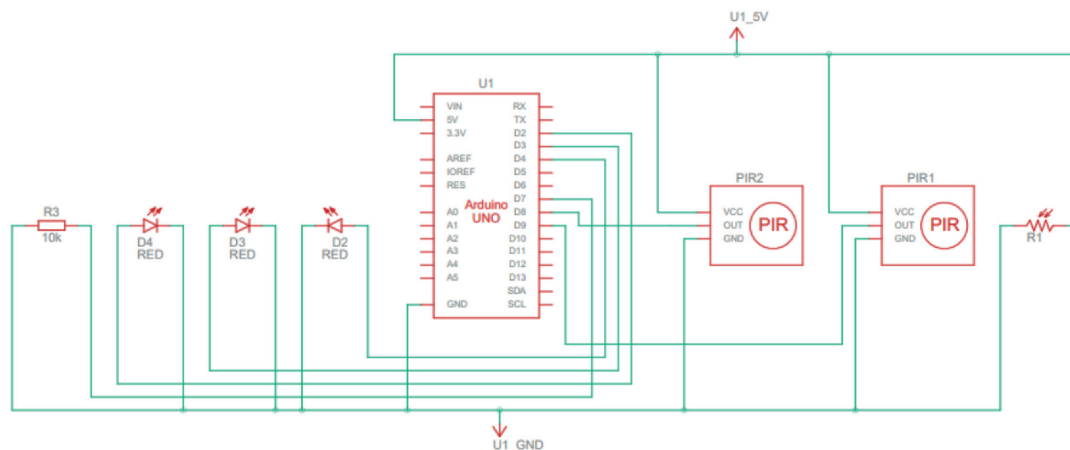 U1_5V
U1
VIN
RX
5V
TX
3.3V
D2
D3
AREF
D4
IOREF
D5
RES
D6
D7
Arduino
UNO
A0
D8
A1
D9
A2
D10
A3
D11
A4
D12
A5
D13
SDA
GND
SCL
R3
10k
D4
RED
D3
RED
D2
RED
PIR2
VCC
OUT
GND
PIR
PIR1
VCC
OUT
GND
PIR
R1
U1_GND